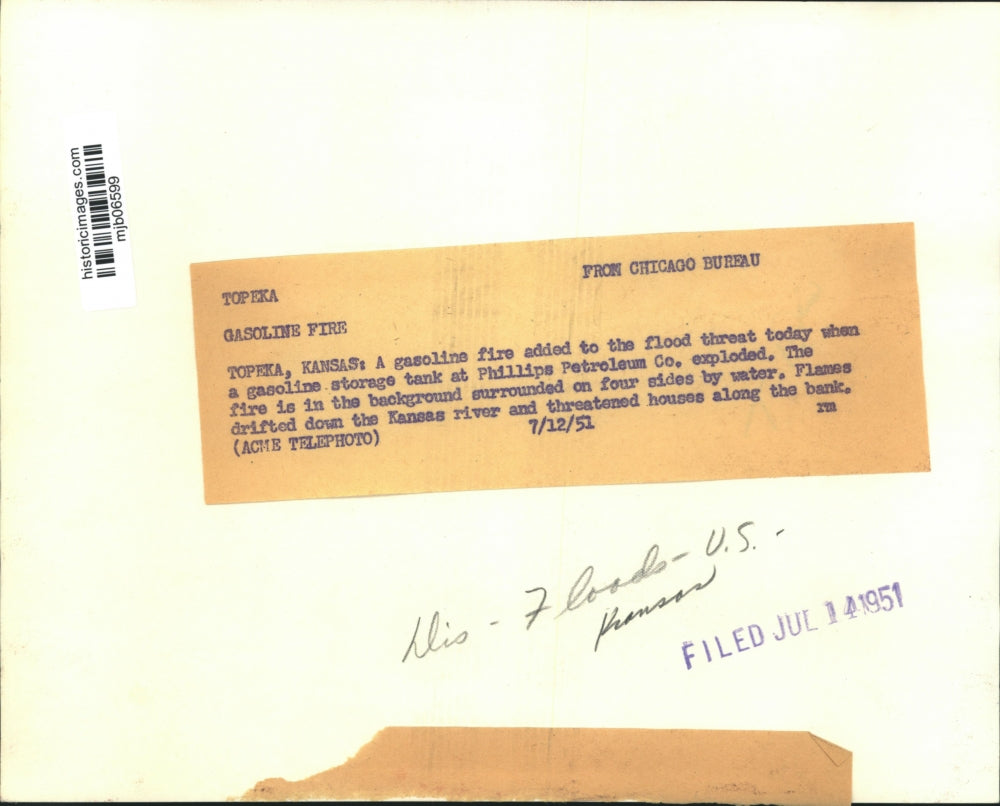 historicimages.com
mjb06599
FROM CHICAGO BUREAU
TOPEKA
GASOLINE FIRE
TOPEKA, KANSAS: A gasoline fire added to the flood threat today when
a gasoline storage tank at Phillips Petroleum Co. exploded. The
fire is in the background surrounded on four sides by water. Flames
drifted down the Kansas river and threatened houses along the bank.
(ACME TELEPHOTO) 7/12/51 rm
Dis - Floods - U.S. -
Kansas
FILED JUL 14 1951